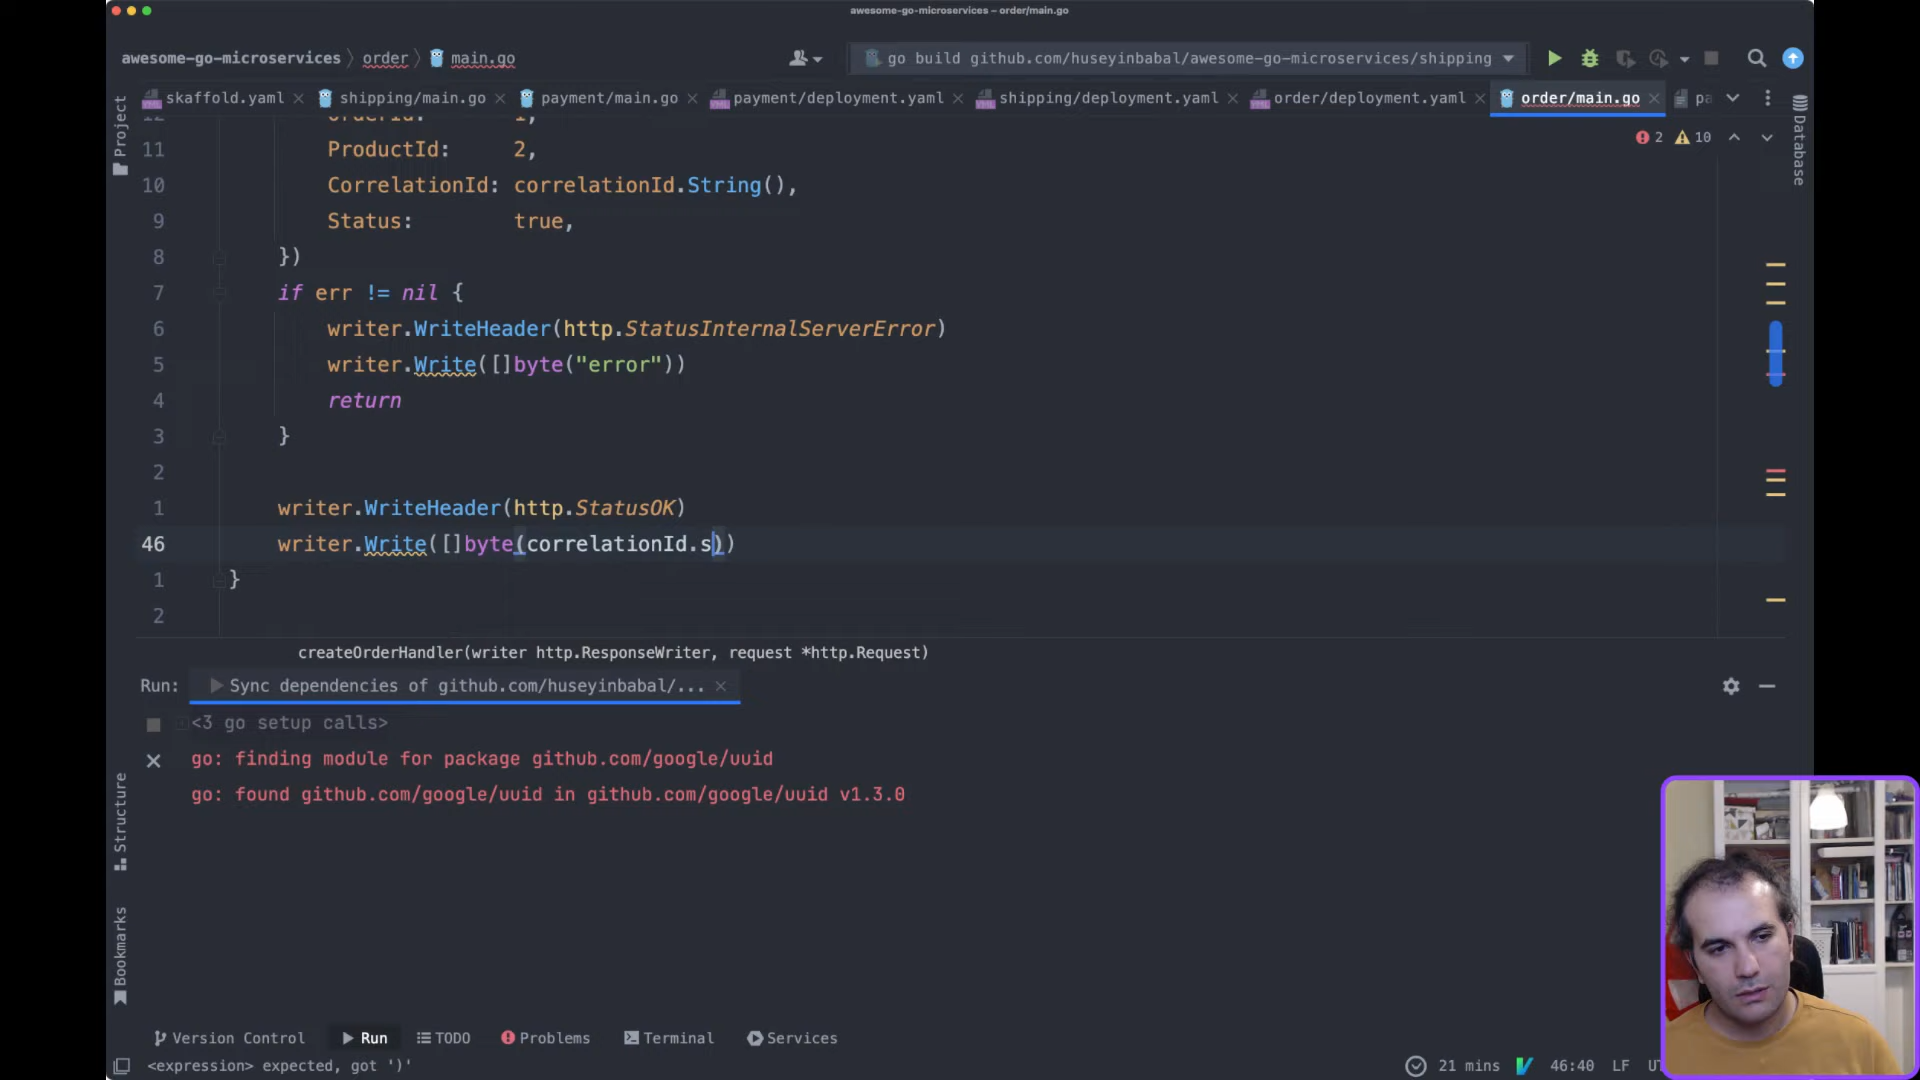 awesome-go-microservices – order/main.go
awesome-go-microservices 〉 order 〉 main.go
go build github.com/huseyinbabal/awesome-go-microservices/shipping
skaffold.yaml
shipping/main.go
payment/main.go
payment/deployment.yaml
shipping/deployment.yaml
order/deployment.yaml
order/main.go
pa
Project
Database
2 10
11 ProductId: 2,
10 CorrelationId: correlationId.String(),
9 Status: true,
8 })
7 if err != nil {
6 writer.WriteHeader(http.StatusInternalServerError)
5 writer.Write([]byte("error"))
4 return
3 }
2
1 writer.WriteHeader(http.StatusOK)
46 writer.Write([]byte(correlationId.s))
1 }
2
createOrderHandler(writer http.ResponseWriter, request *http.Request)
Run: Sync dependencies of github.com/huseyinbabal/...
<3 go setup calls>
go: finding module for package github.com/google/uuid
go: found github.com/google/uuid in github.com/google/uuid v1.3.0
Structure
Bookmarks
Version Control
Run
TODO
Problems
Terminal
Services
<expression> expected, got ')'
21 mins
46:40
LF